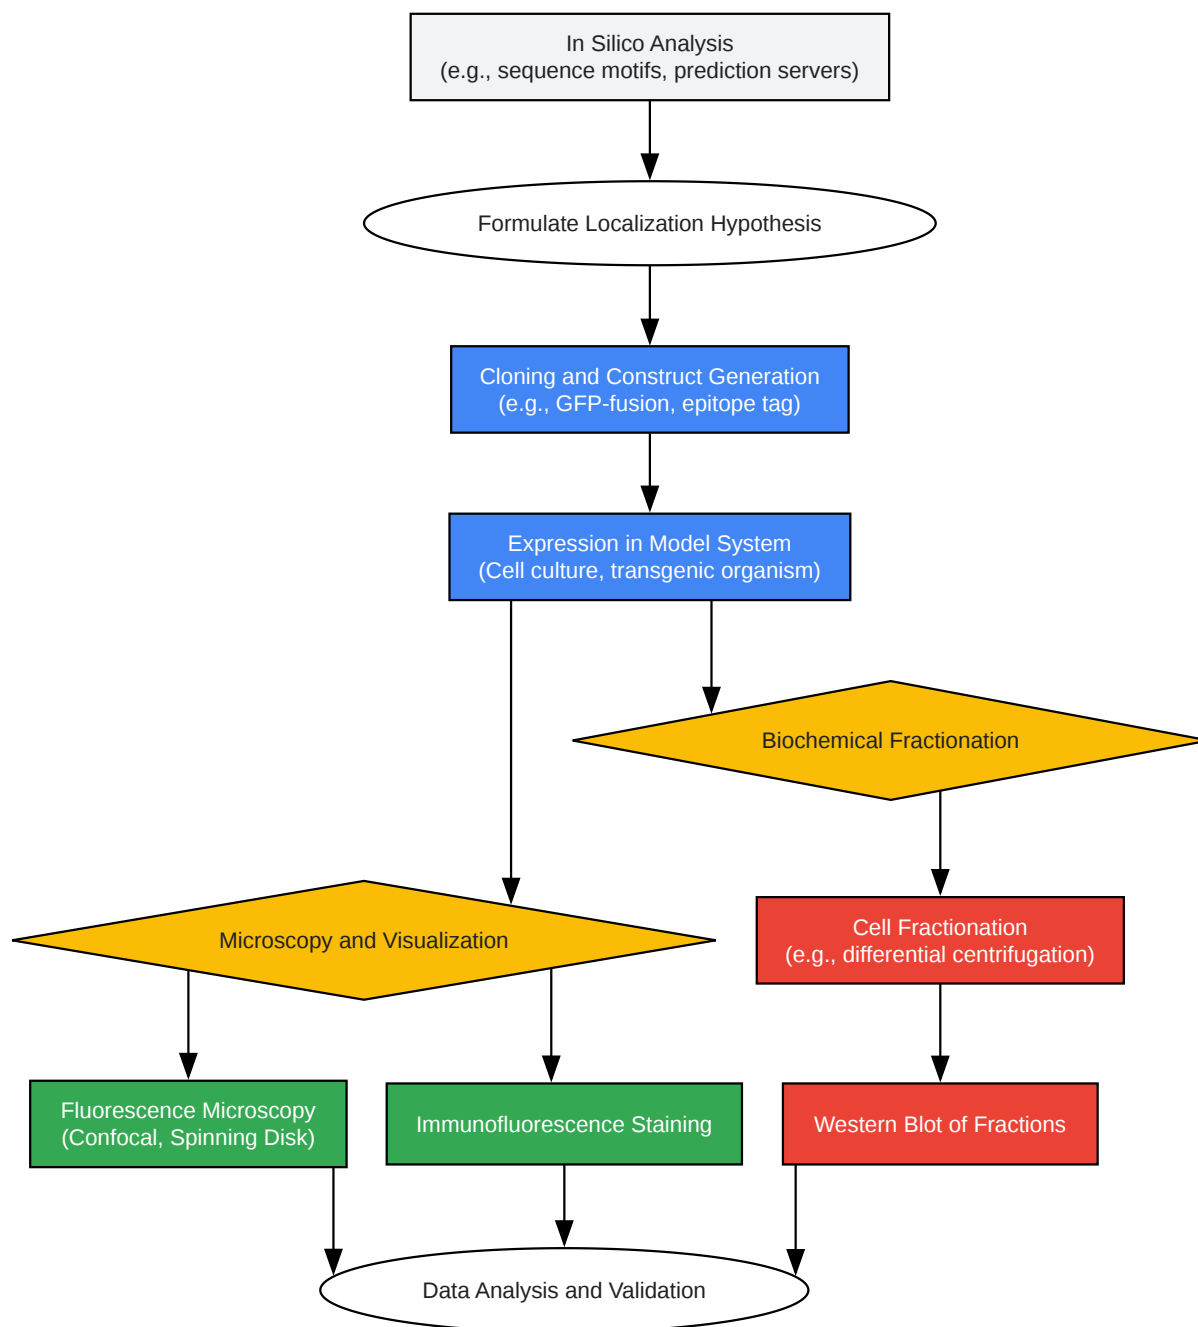 In Silico Analysis
(e.g., sequence motifs, prediction servers)
Formulate Localization Hypothesis
Cloning and Construct Generation
(e.g., GFP-fusion, epitope tag)
Expression in Model System
(Cell culture, transgenic organism)
Biochemical Fractionation
Microscopy and Visualization
Cell Fractionation
(e.g., differential centrifugation)
Fluorescence Microscopy
(Confocal, Spinning Disk)
Immunofluorescence Staining
Western Blot of Fractions
Data Analysis and Validation